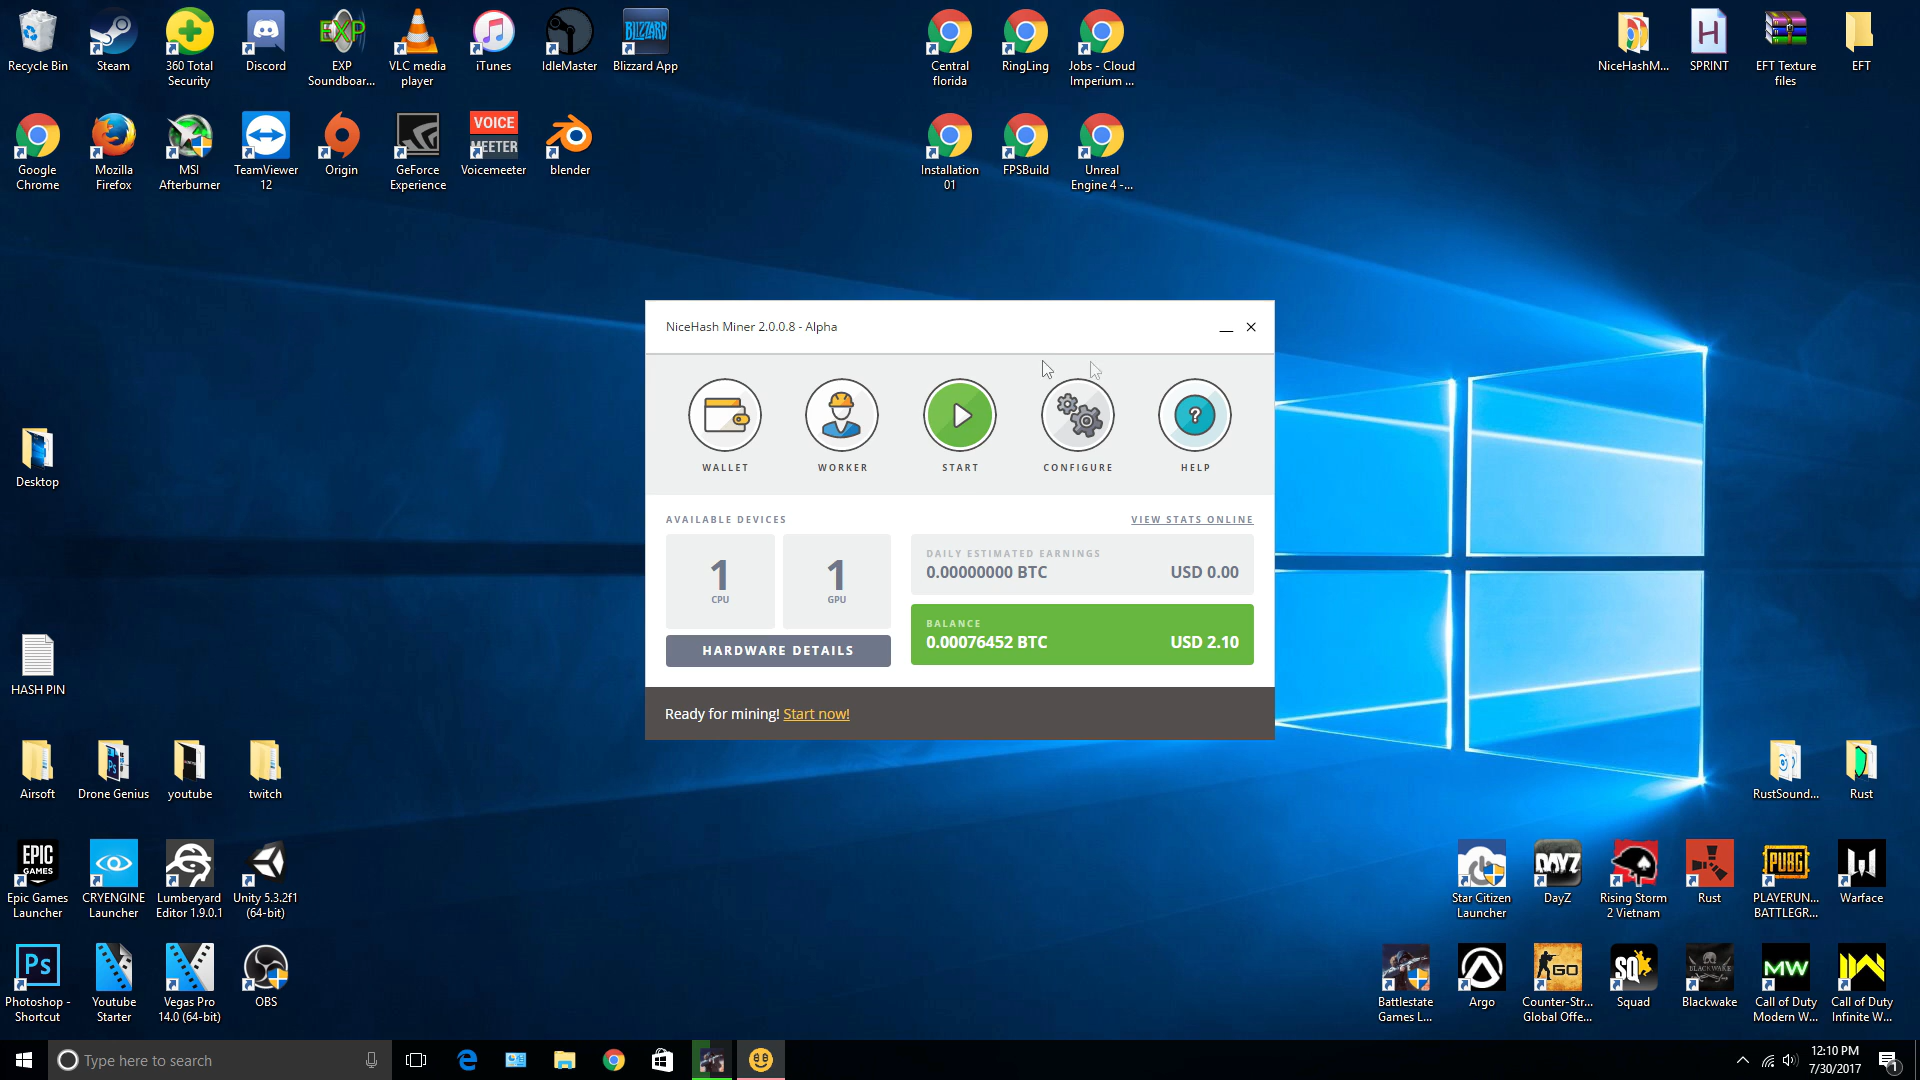 Recycle Bin
Steam
360 Total
Security
Discord
EXP
EXP
Soundboar...
VLC media
player
iTunes
IdleMaster
BLIZZARD
Blizzard App
Central
florida
RingLing
Jobs - Cloud
Imperium ...
NiceHashM...
H
SPRINT
EFT Texture
files
EFT
Google
Chrome
Mozilla
Firefox
MSI
Afterburner
TeamViewer
12
Origin
GeForce
Experience
VOICE
MEETER
Voicemeeter
blender
Installation
01
FPSBuild
Unreal
Engine 4 -...
NiceHash Miner 2.0.0.8 - Alpha
WALLET
WORKER
START
CONFIGURE
?
HELP
AVAILABLE DEVICES
VIEW STATS ONLINE
1
CPU
1
GPU
HARDWARE DETAILS
DAILY ESTIMATED EARNINGS
0.00000000 BTC
USD 0.00
BALANCE
0.00076452 BTC
USD 2.10
Ready for mining! Start now!
Desktop
HASH PIN
Airsoft
Ps
Drone Genius
youtube
twitch
RustSound...
Rust
EPIC
GAMES
Epic Games
Launcher
CRYENGINE
Launcher
Lumberyard
Editor 1.9.0.1
Unity 5.3.2f1
(64-bit)
Star Citizen
Launcher
DAYZ
DayZ
Rising Storm
2 Vietnam
Rust
PUBG
PLAYERUN...
BATTLEGR...
Warface
Ps
Photoshop -
Shortcut
Youtube
Starter
Vegas Pro
14.0 (64-bit)
OBS
Battlestate
Games L...
Argo
GO
Counter-Str...
Global Offe...
SQ
Squad
BLACKWAKE
Blackwake
MW
Call of Duty
Modern W...
IW
Call of Duty
Infinite W...
Type here to search
12:10 PM
7/30/2017
1